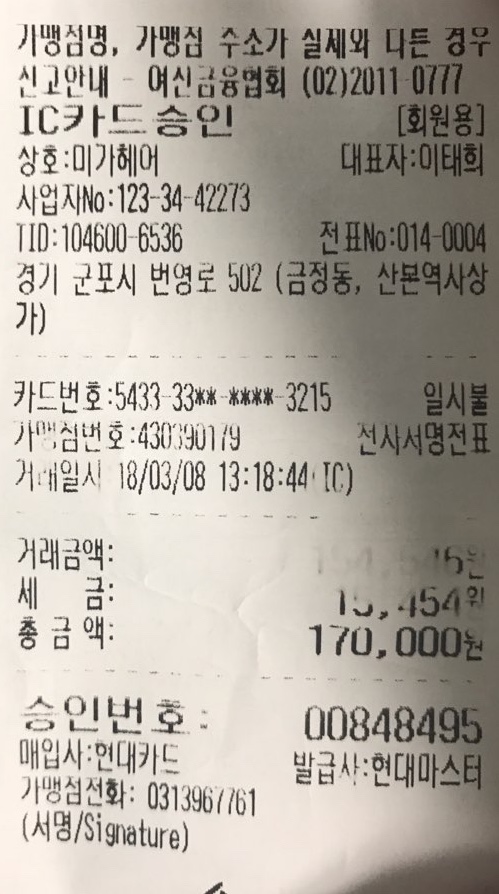 가맹점명, 가맹점 주소가 실제와 다른 경우
신고안내 - 여신금융협회 (02)2011-0777
IC카드승인 [회원용]
상호:미가헤어 대표자:이태희
사업자No:123-34-42273
TID:104600-6536 전표No:014-0004
경기 군포시 번영로 502 (금정동, 산본역사상
가)
카드번호:5433-33**-****-3215 일시불
가맹점번호:430390179 전자서명전표
거래일시 18/03/08 13:18:44(IC)
거래금액: 154,546원
세 금: 15,454원
총 금 액: 170,000원
승인번호: 00848495
매입사:현대카드 발급사:현대마스터
가맹점전화: 0313967761
(서명/Signature)